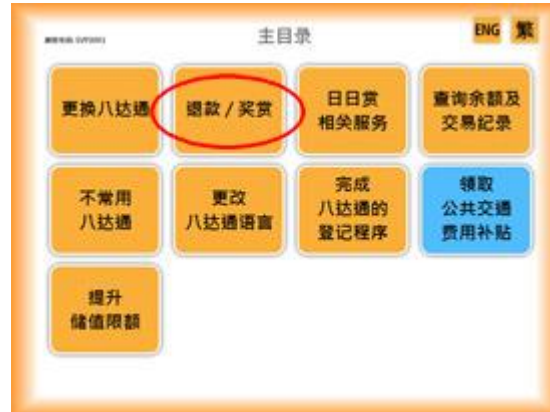 主目录
ENG
繁
更换八达通
退款 / 奖赏
日日赏
相关服务
查询余额及
交易纪录
不常用
八达通
更改
八达通语言
完成
八达通的
登记程序
领取
公共交通
费用补贴
提升
储值限额